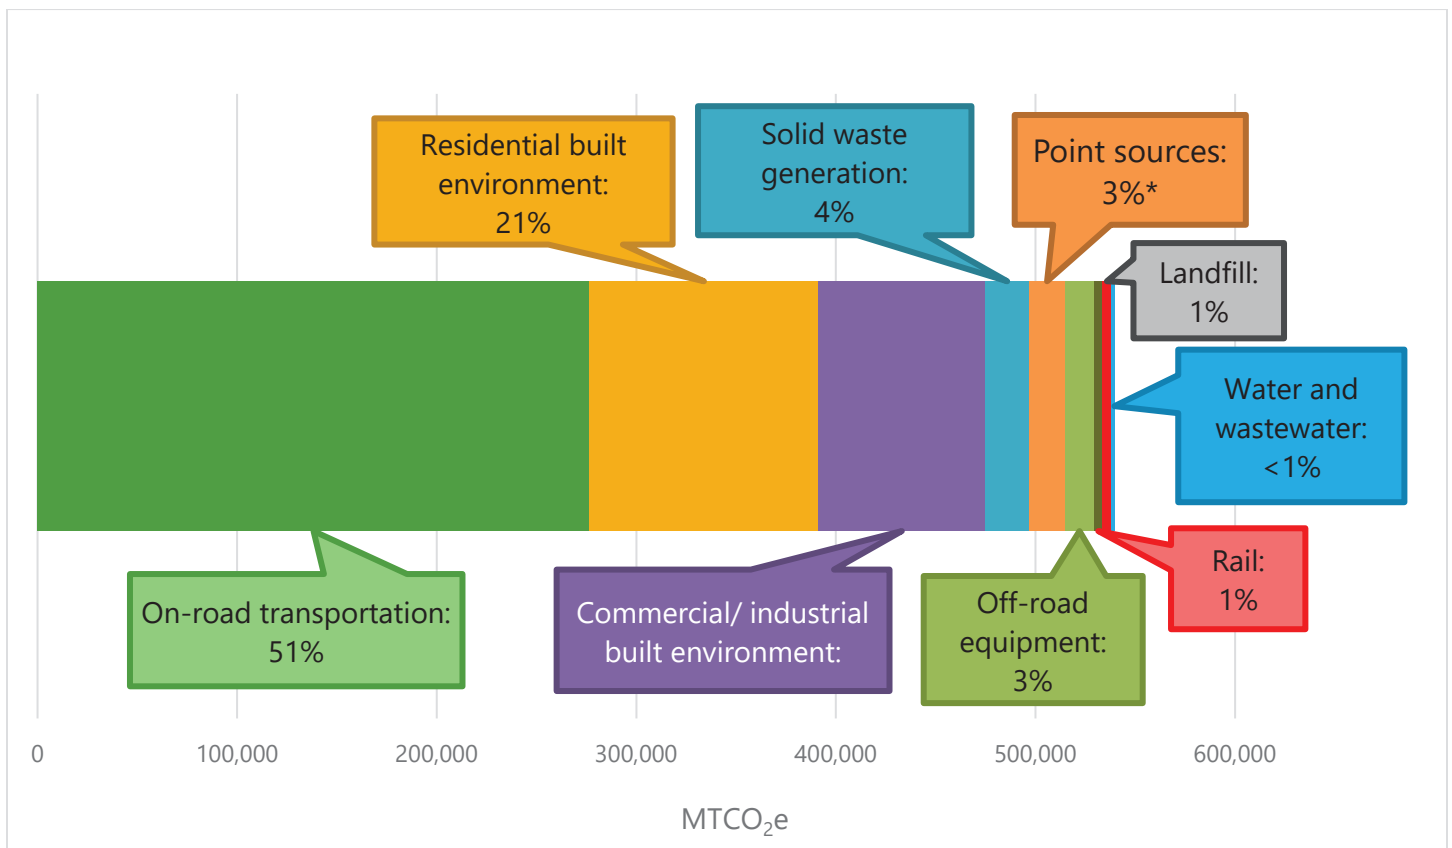 Residential built
environment:
21%
Solid waste
generation:
4%
Point sources:
3%*
Landfill:
1%
Water and
wastewater:
<1%
On-road transportation:
51%
Commercial/ industrial
built environment:
Off-road
equipment:
3%
Rail:
1%
0
100,000
200,000
300,000
400,000
500,000
600,000
MTCO₂e